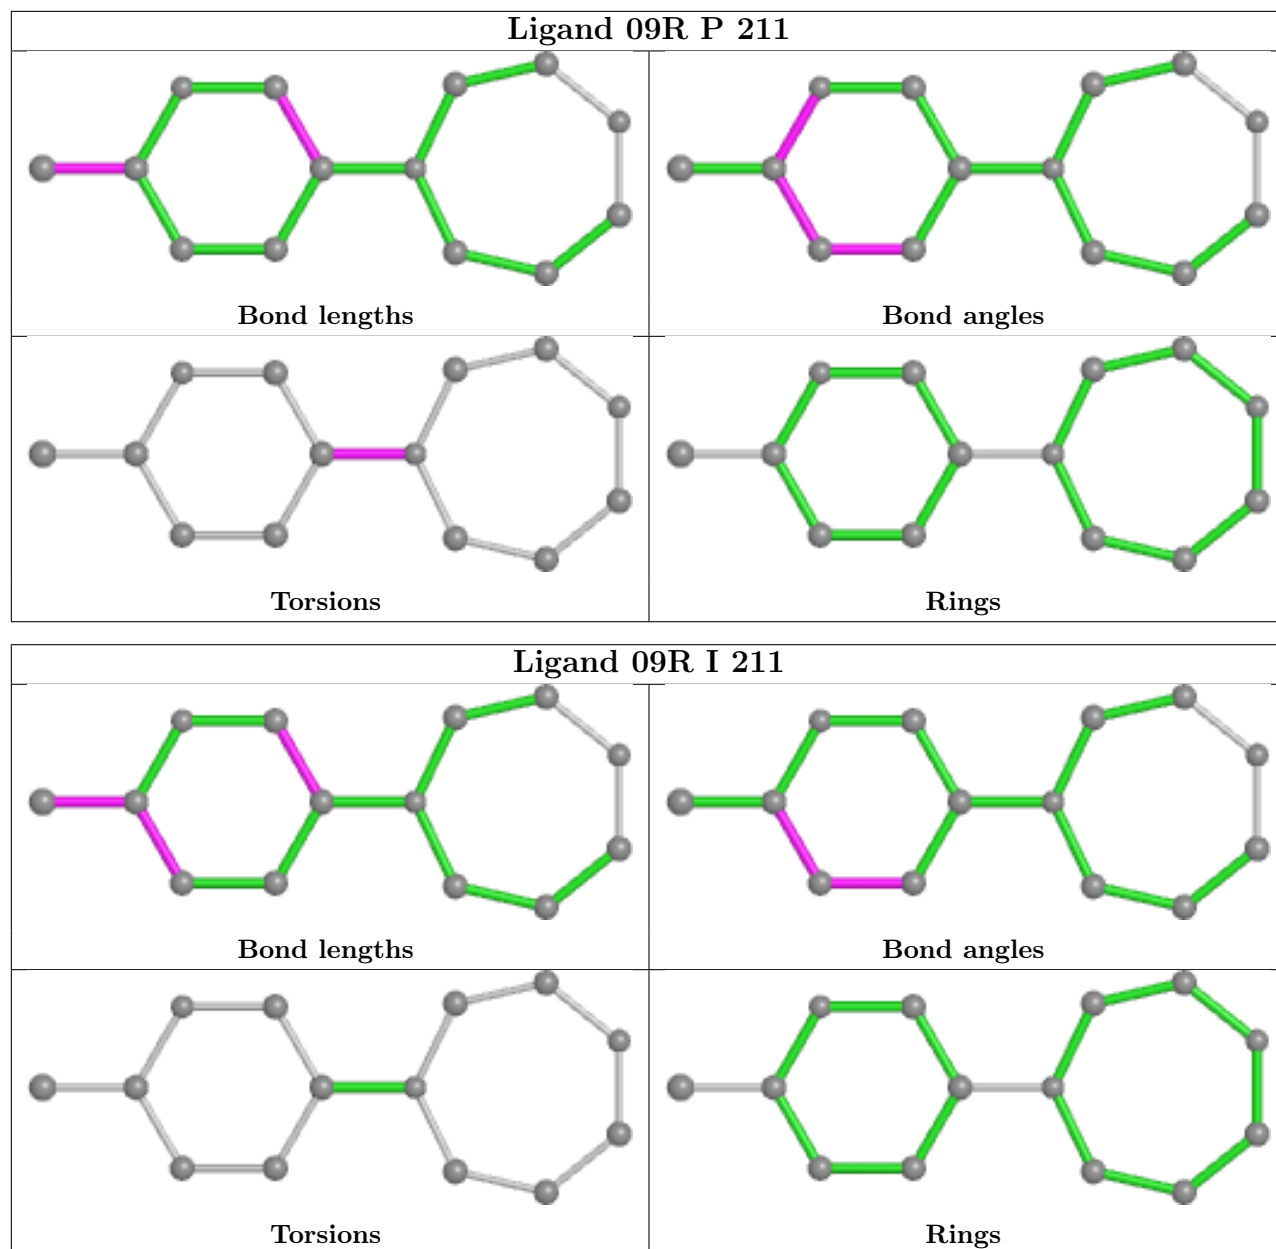 Ligand 09R P 211
Bond lengths
Bond angles
Torsions
Rings
Ligand 09R I 211
Bond lengths
Bond angles
Torsions
Rings